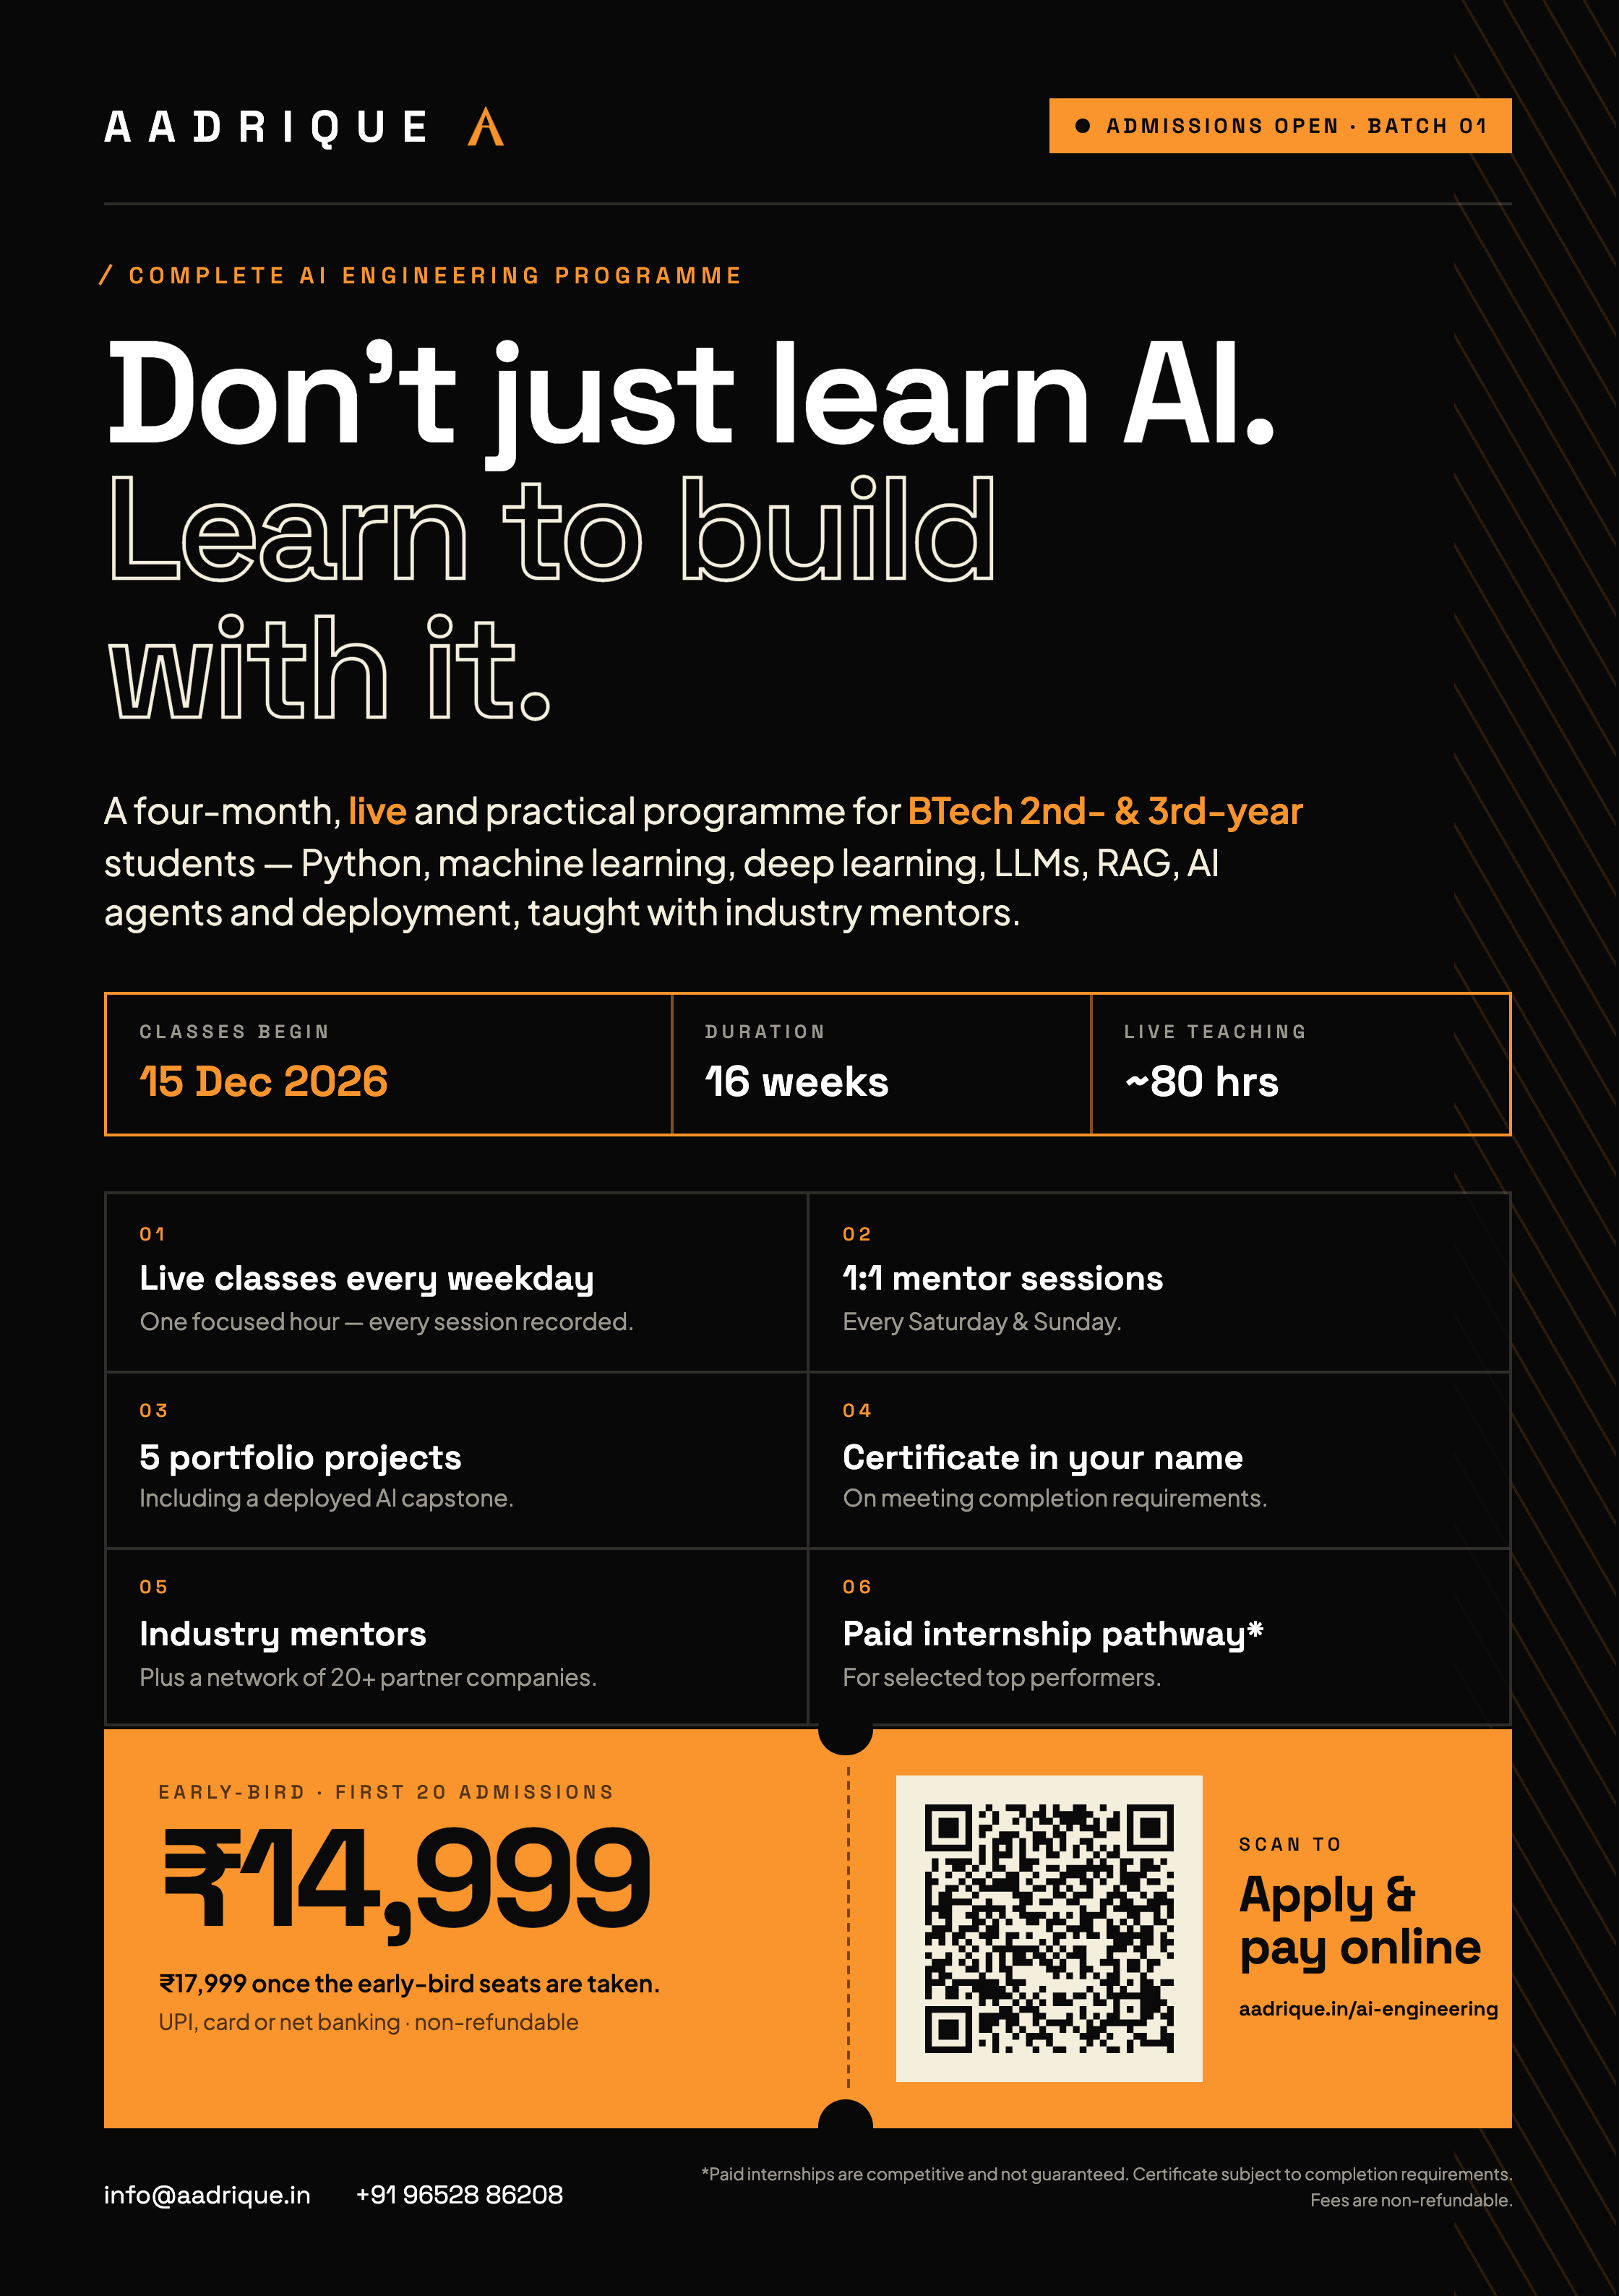 AADRIQUE
ADMISSIONS OPEN · BATCH 01
/ COMPLETE AI ENGINEERING PROGRAMME
Don’t just learn AI.
Learn to build
with it.
A four-month, live and practical programme for BTech 2nd- & 3rd-year
students — Python, machine learning, deep learning, LLMs, RAG, AI
agents and deployment, taught with industry mentors.
CLASSES BEGIN
15 Dec 2026
DURATION
16 weeks
LIVE TEACHING
~80 hrs
01
Live classes every weekday
One focused hour — every session recorded.
02
1:1 mentor sessions
Every Saturday & Sunday.
03
5 portfolio projects
Including a deployed AI capstone.
04
Certificate in your name
On meeting completion requirements.
05
Industry mentors
Plus a network of 20+ partner companies.
06
Paid internship pathway*
For selected top performers.
EARLY-BIRD · FIRST 20 ADMISSIONS
₹14,999
₹17,999 once the early-bird seats are taken.
UPI, card or net banking · non-refundable
SCAN TO
Apply &
pay online
aadrique.in/ai-engineering
info@aadrique.in
+91 96528 86208
*Paid internships are competitive and not guaranteed. Certificate subject to completion requirements.
Fees are non-refundable.